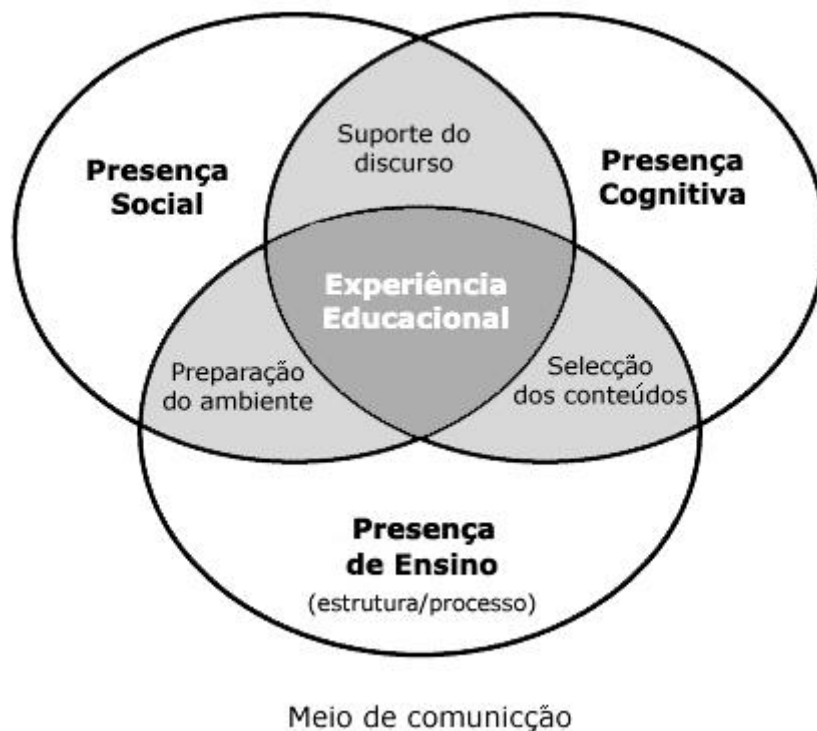 Suporte do
discurso
Presença
Social
Presença
Cognitiva
Experiência
Educacional
Preparação
do ambiente
Selecção
dos conteúdos
Presença
de Ensino
(estrutura/processo)
Meio de comunicção